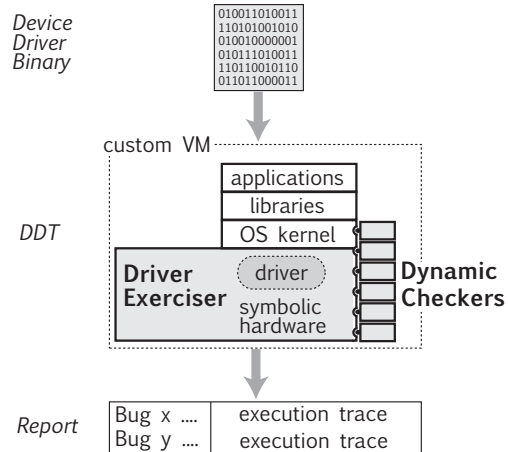 Device
Driver
Binary
010011010011
110101001010
010010000001
010111010011
110110010110
011011000011
custom VM
applications
libraries
OS kernel
DDT
Driver
Exerciser
driver
symbolic
hardware
Dynamic
Checkers
Report
Bug x .... execution trace
Bug y .... execution trace